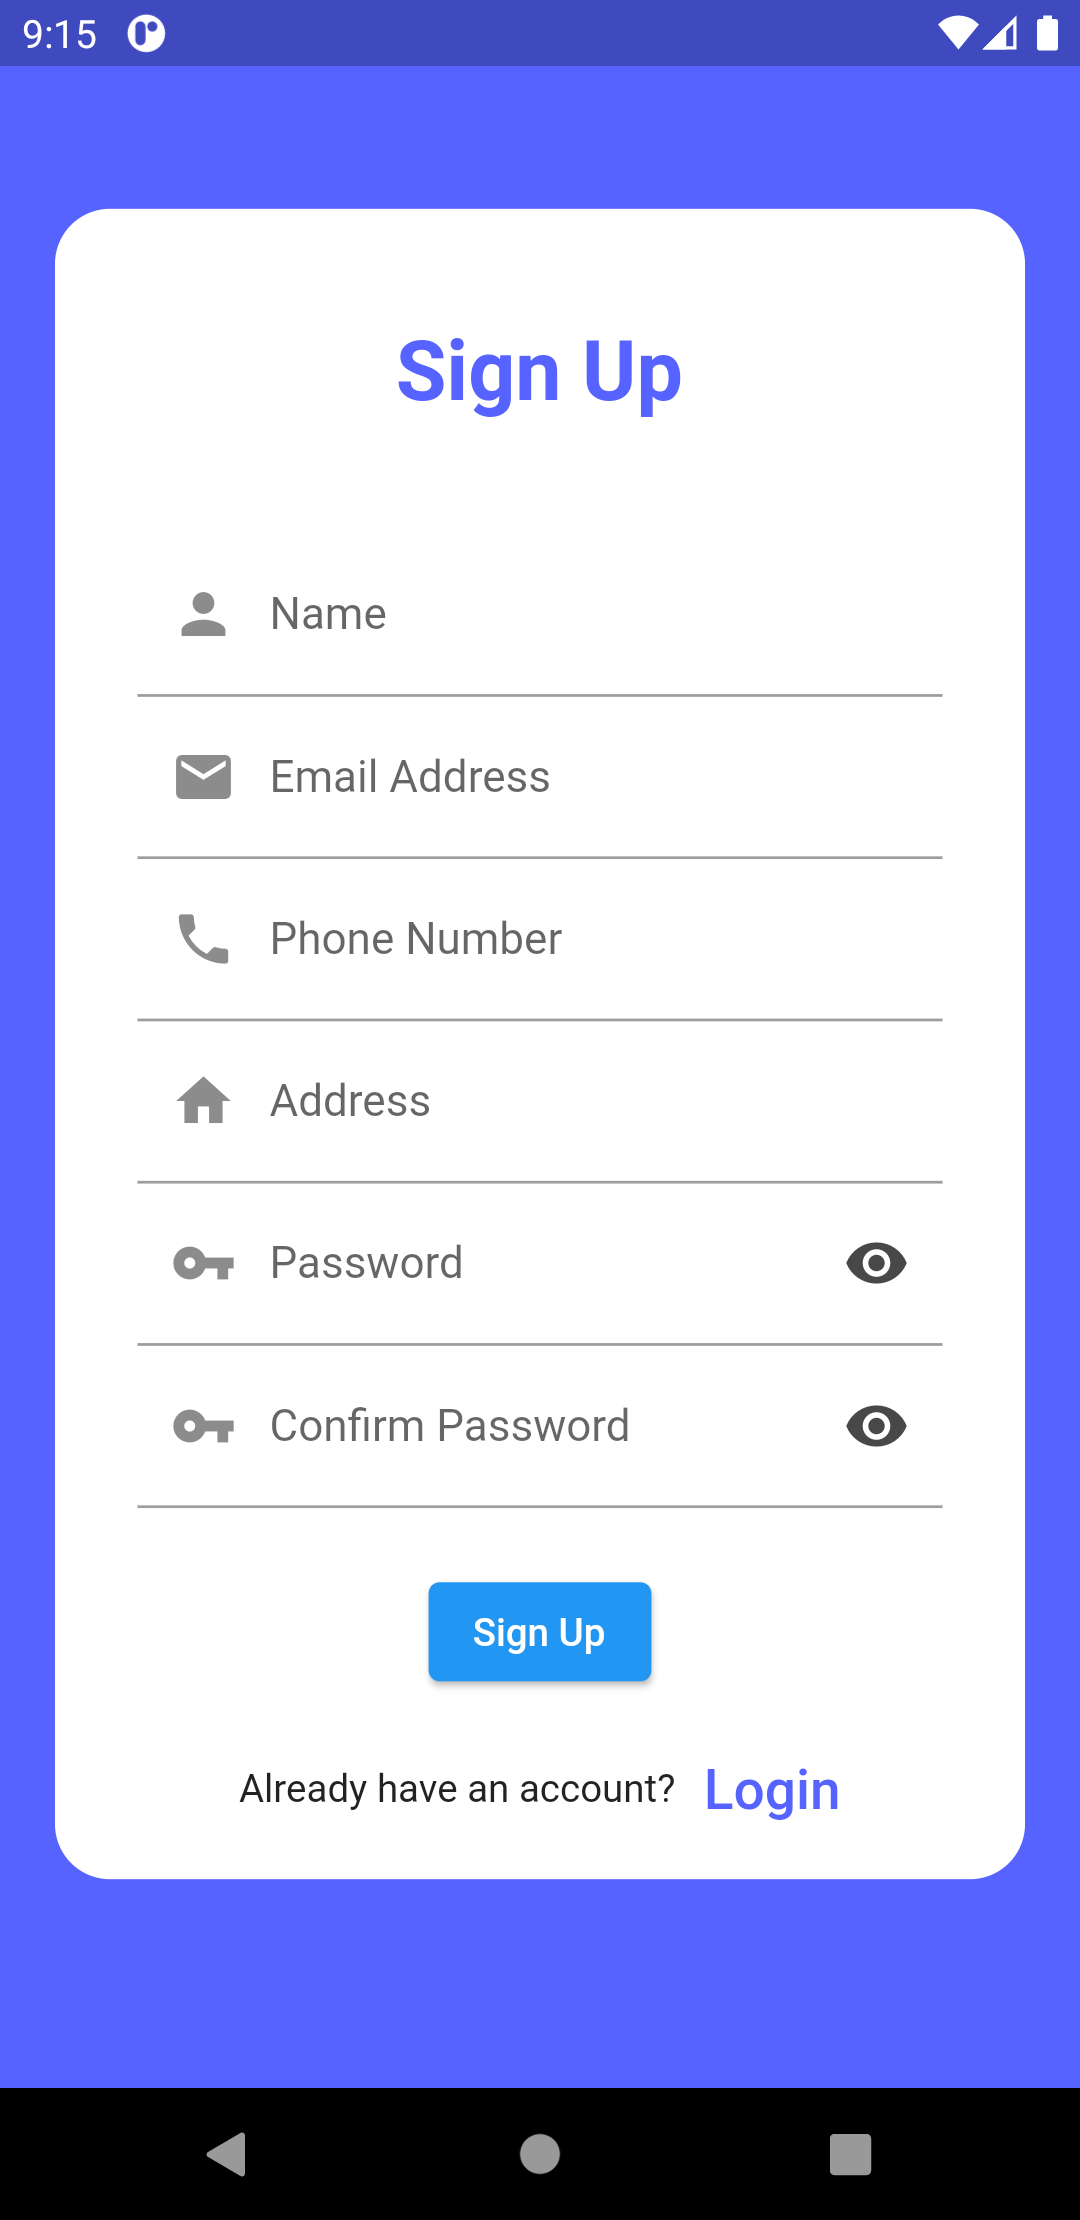 9:15
Sign Up
Name
Email Address
Phone Number
Address
Password
Confirm Password
Sign Up
Already have an account? Login